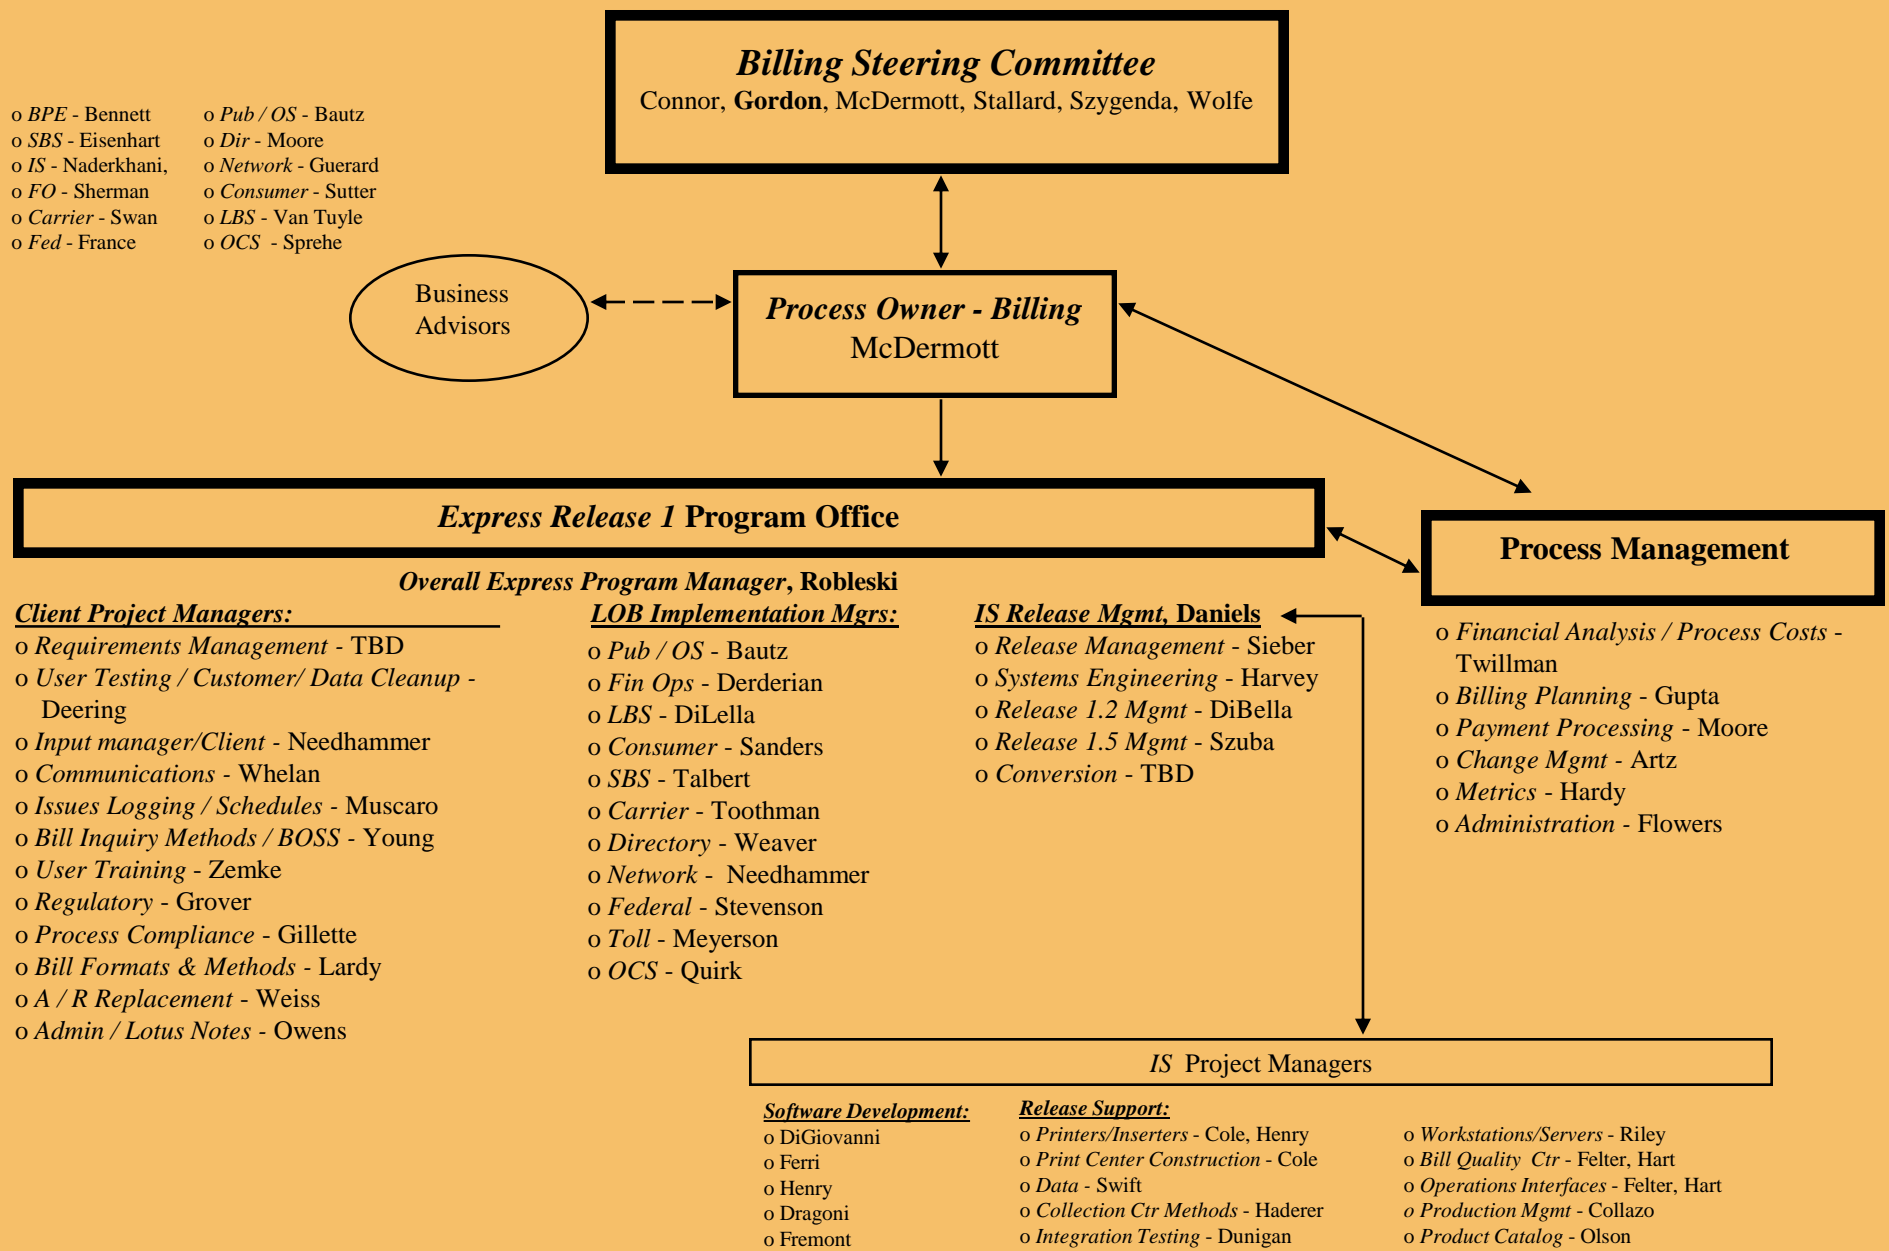 Billing Steering Committee
Connor, Gordon, McDermott, Stallard, Szygenda, Wolfe
o BPE - Bennett
o SBS - Eisenhart
o IS - Naderkhani,
o FO - Sherman
o Carrier - Swan
o Fed - France
o Pub / OS - Bautz
o Dir - Moore
o Network - Guerard
o Consumer - Sutter
o LBS - Van Tuyle
o OCS - Sprehe
Business
Advisors
Process Owner - Billing
McDermott
Express Release 1 Program Office
Process Management
Overall Express Program Manager, Robleski
Client Project Managers:
o Requirements Management - TBD
o User Testing / Customer/ Data Cleanup -
Deering
o Input manager/Client - Needhammer
o Communications - Whelan
o Issues Logging / Schedules - Muscaro
o Bill Inquiry Methods / BOSS - Young
o User Training - Zemke
o Regulatory - Grover
o Process Compliance - Gillette
o Bill Formats & Methods - Lardy
o A / R Replacement - Weiss
o Admin / Lotus Notes - Owens
LOB Implementation Mgrs:
o Pub / OS - Bautz
o Fin Ops - Derderian
o LBS - DiLella
o Consumer - Sanders
o SBS - Talbert
o Carrier - Toothman
o Directory - Weaver
o Network - Needhammer
o Federal - Stevenson
o Toll - Meyerson
o OCS - Quirk
IS Release Mgmt, Daniels
o Release Management - Sieber
o Systems Engineering - Harvey
o Release 1.2 Mgmt - DiBella
o Release 1.5 Mgmt - Szuba
o Conversion - TBD
o Financial Analysis / Process Costs -
Twillman
o Billing Planning - Gupta
o Payment Processing - Moore
o Change Mgmt - Artz
o Metrics - Hardy
o Administration - Flowers
IS Project Managers
Software Development:
o DiGiovanni
o Ferri
o Henry
o Dragoni
o Fremont
Release Support:
o Printers/Inserters - Cole, Henry
o Print Center Construction - Cole
o Data - Swift
o Collection Ctr Methods - Haderer
o Integration Testing - Dunigan
o Workstations/Servers - Riley
o Bill Quality Ctr - Felter, Hart
o Operations Interfaces - Felter, Hart
o Production Mgmt - Collazo
o Product Catalog - Olson